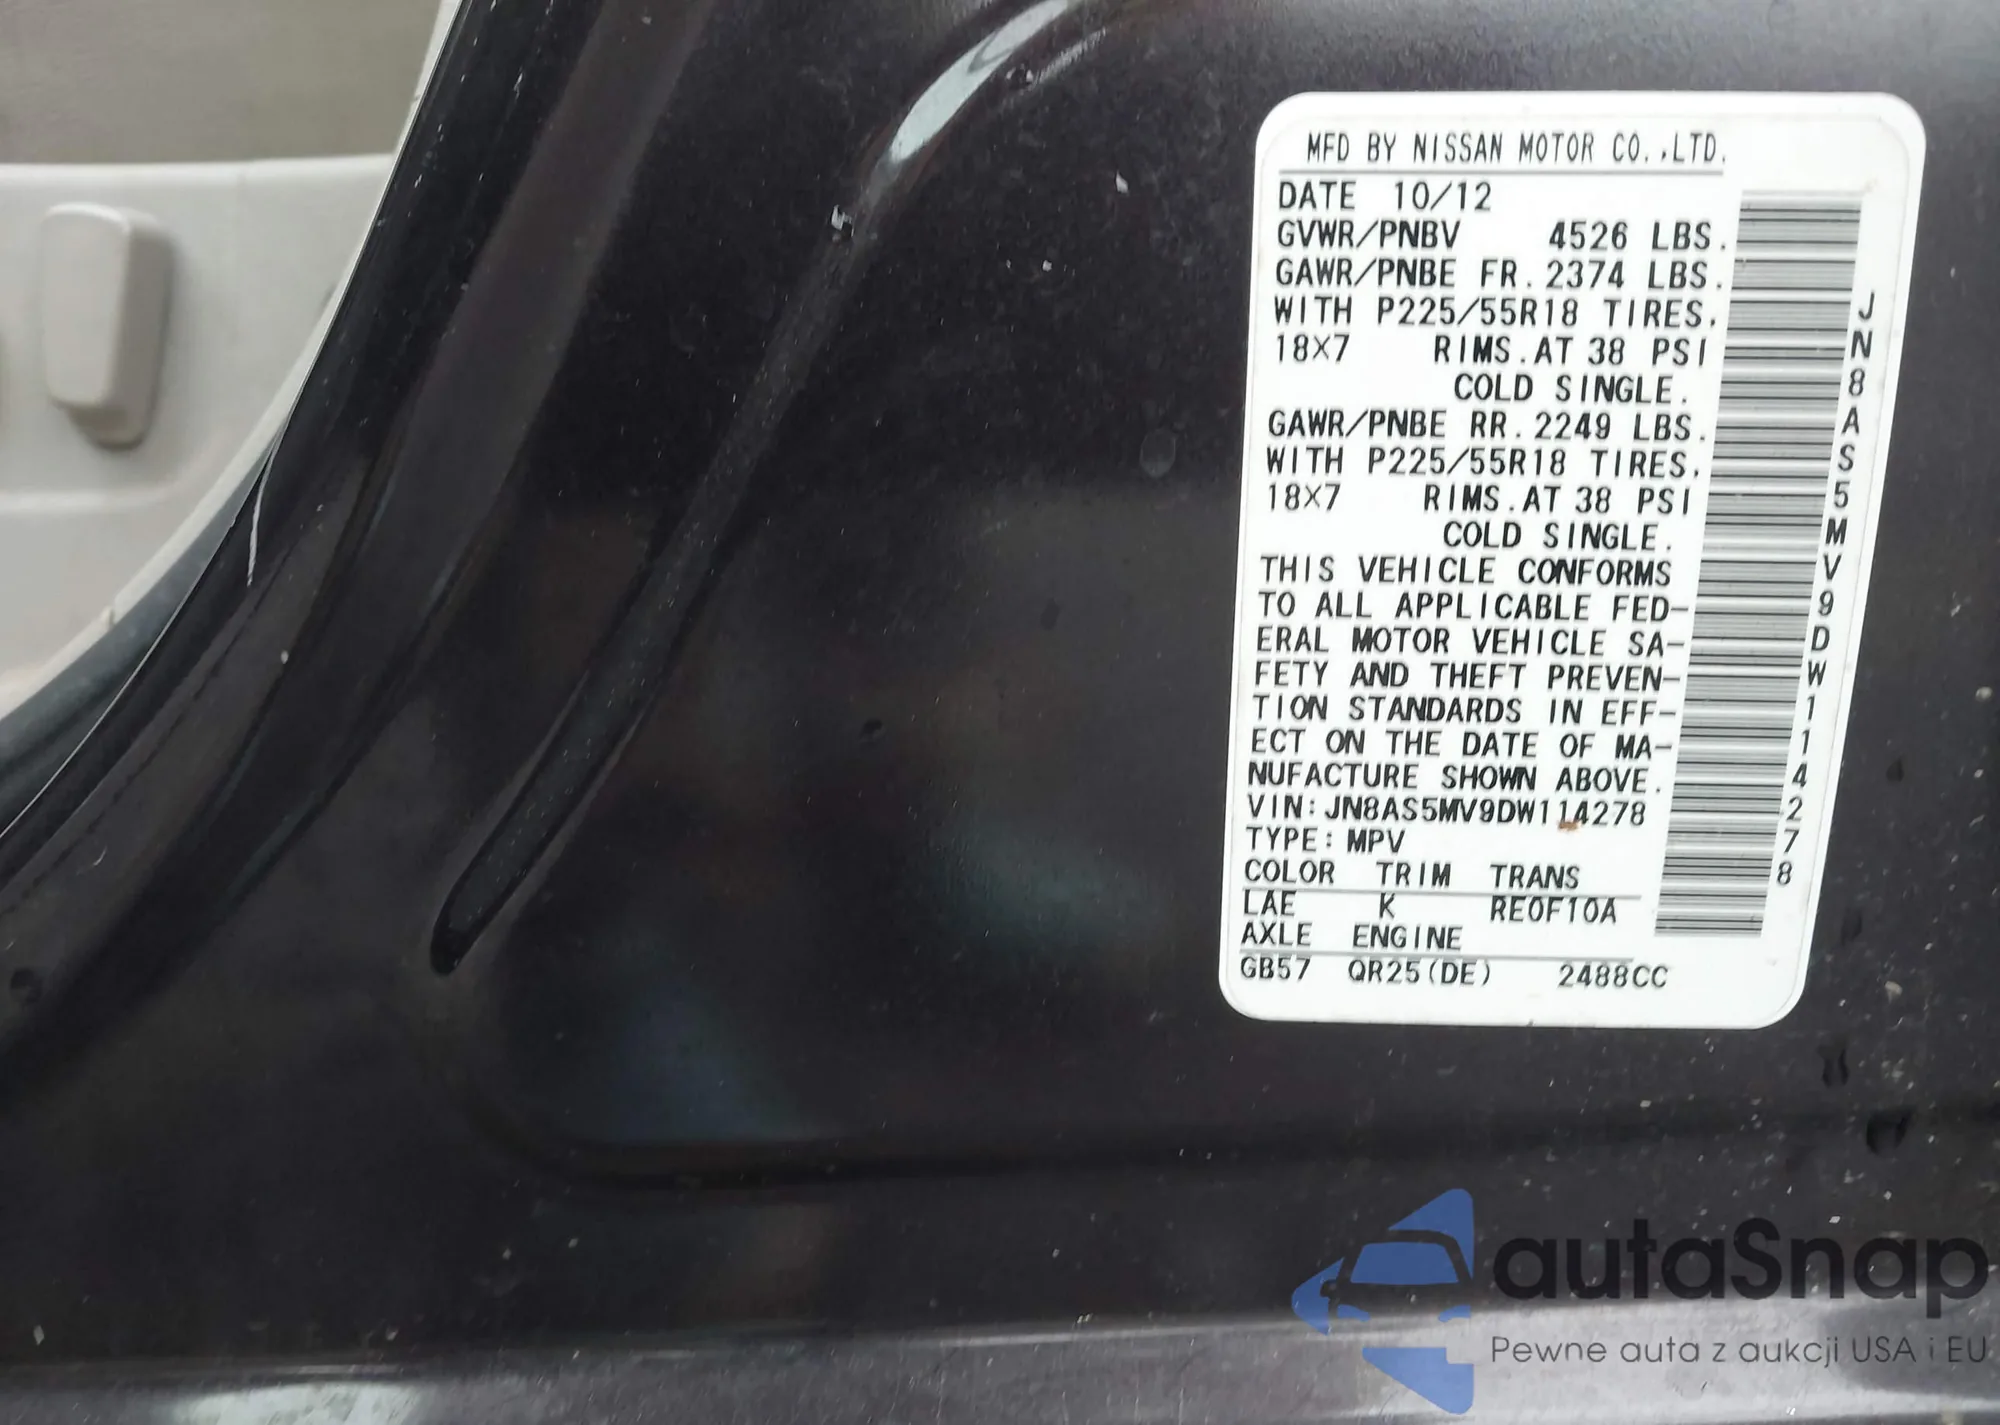 MFD BY NISSAN MOTOR CO.,LTD.
DATE 10/12
GVWR/PNBV 4526 LBS.
GAWR/PNBE FR. 2374 LBS.
WITH P225/55R18 TIRES.
18×7 RIMS.AT 38 PSI
COLD SINGLE.
GAWR/PNBE RR. 2249 LBS.
WITH P225/55R18 TIRES.
18×7 RIMS.AT 38 PSI
COLD SINGLE.
THIS VEHICLE CONFORMS
TO ALL APPLICABLE FED-
ERAL MOTOR VEHICLE SA-
FETY AND THEFT PREVEN-
TION STANDARDS IN EFF-
ECT ON THE DATE OF MA-
NUFACTURE SHOWN ABOVE.
VIN:JN8AS5MV9DW114278
TYPE:MPV
COLOR TRIM TRANS
LAE K RE0F10A
AXLE ENGINE
GB57 QR25(DE) 2488CC
JN8AS5MV9DW114278
autaSnap
Pewne auta z aukcji USA i EU